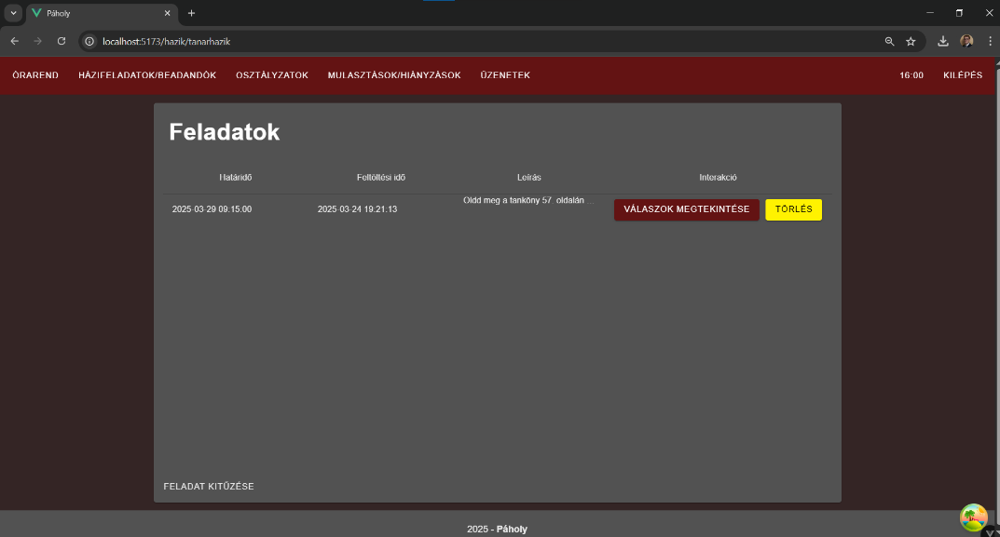 Páholy
localhost:5173/hazik/tanarhazik
ÓRAREND HÁZIFELADATOK/BEADANDÓK OSZTÁLYZATOK MULASZTÁSOK/HIÁNYZÁSOK ÜZENETEK 16:00 KILÉPÉS
Feladatok
Határidő Feltöltési idő Leírás Interakció
2025-03-29 09:15:00 2025-03-24 19:21:13 Oldd meg a tankönyv 57. oldalán ... VÁLASZOK MEGTEKINTÉSE TÖRLÉS
FELADAT KITŰZÉSE
2025 - Páholy